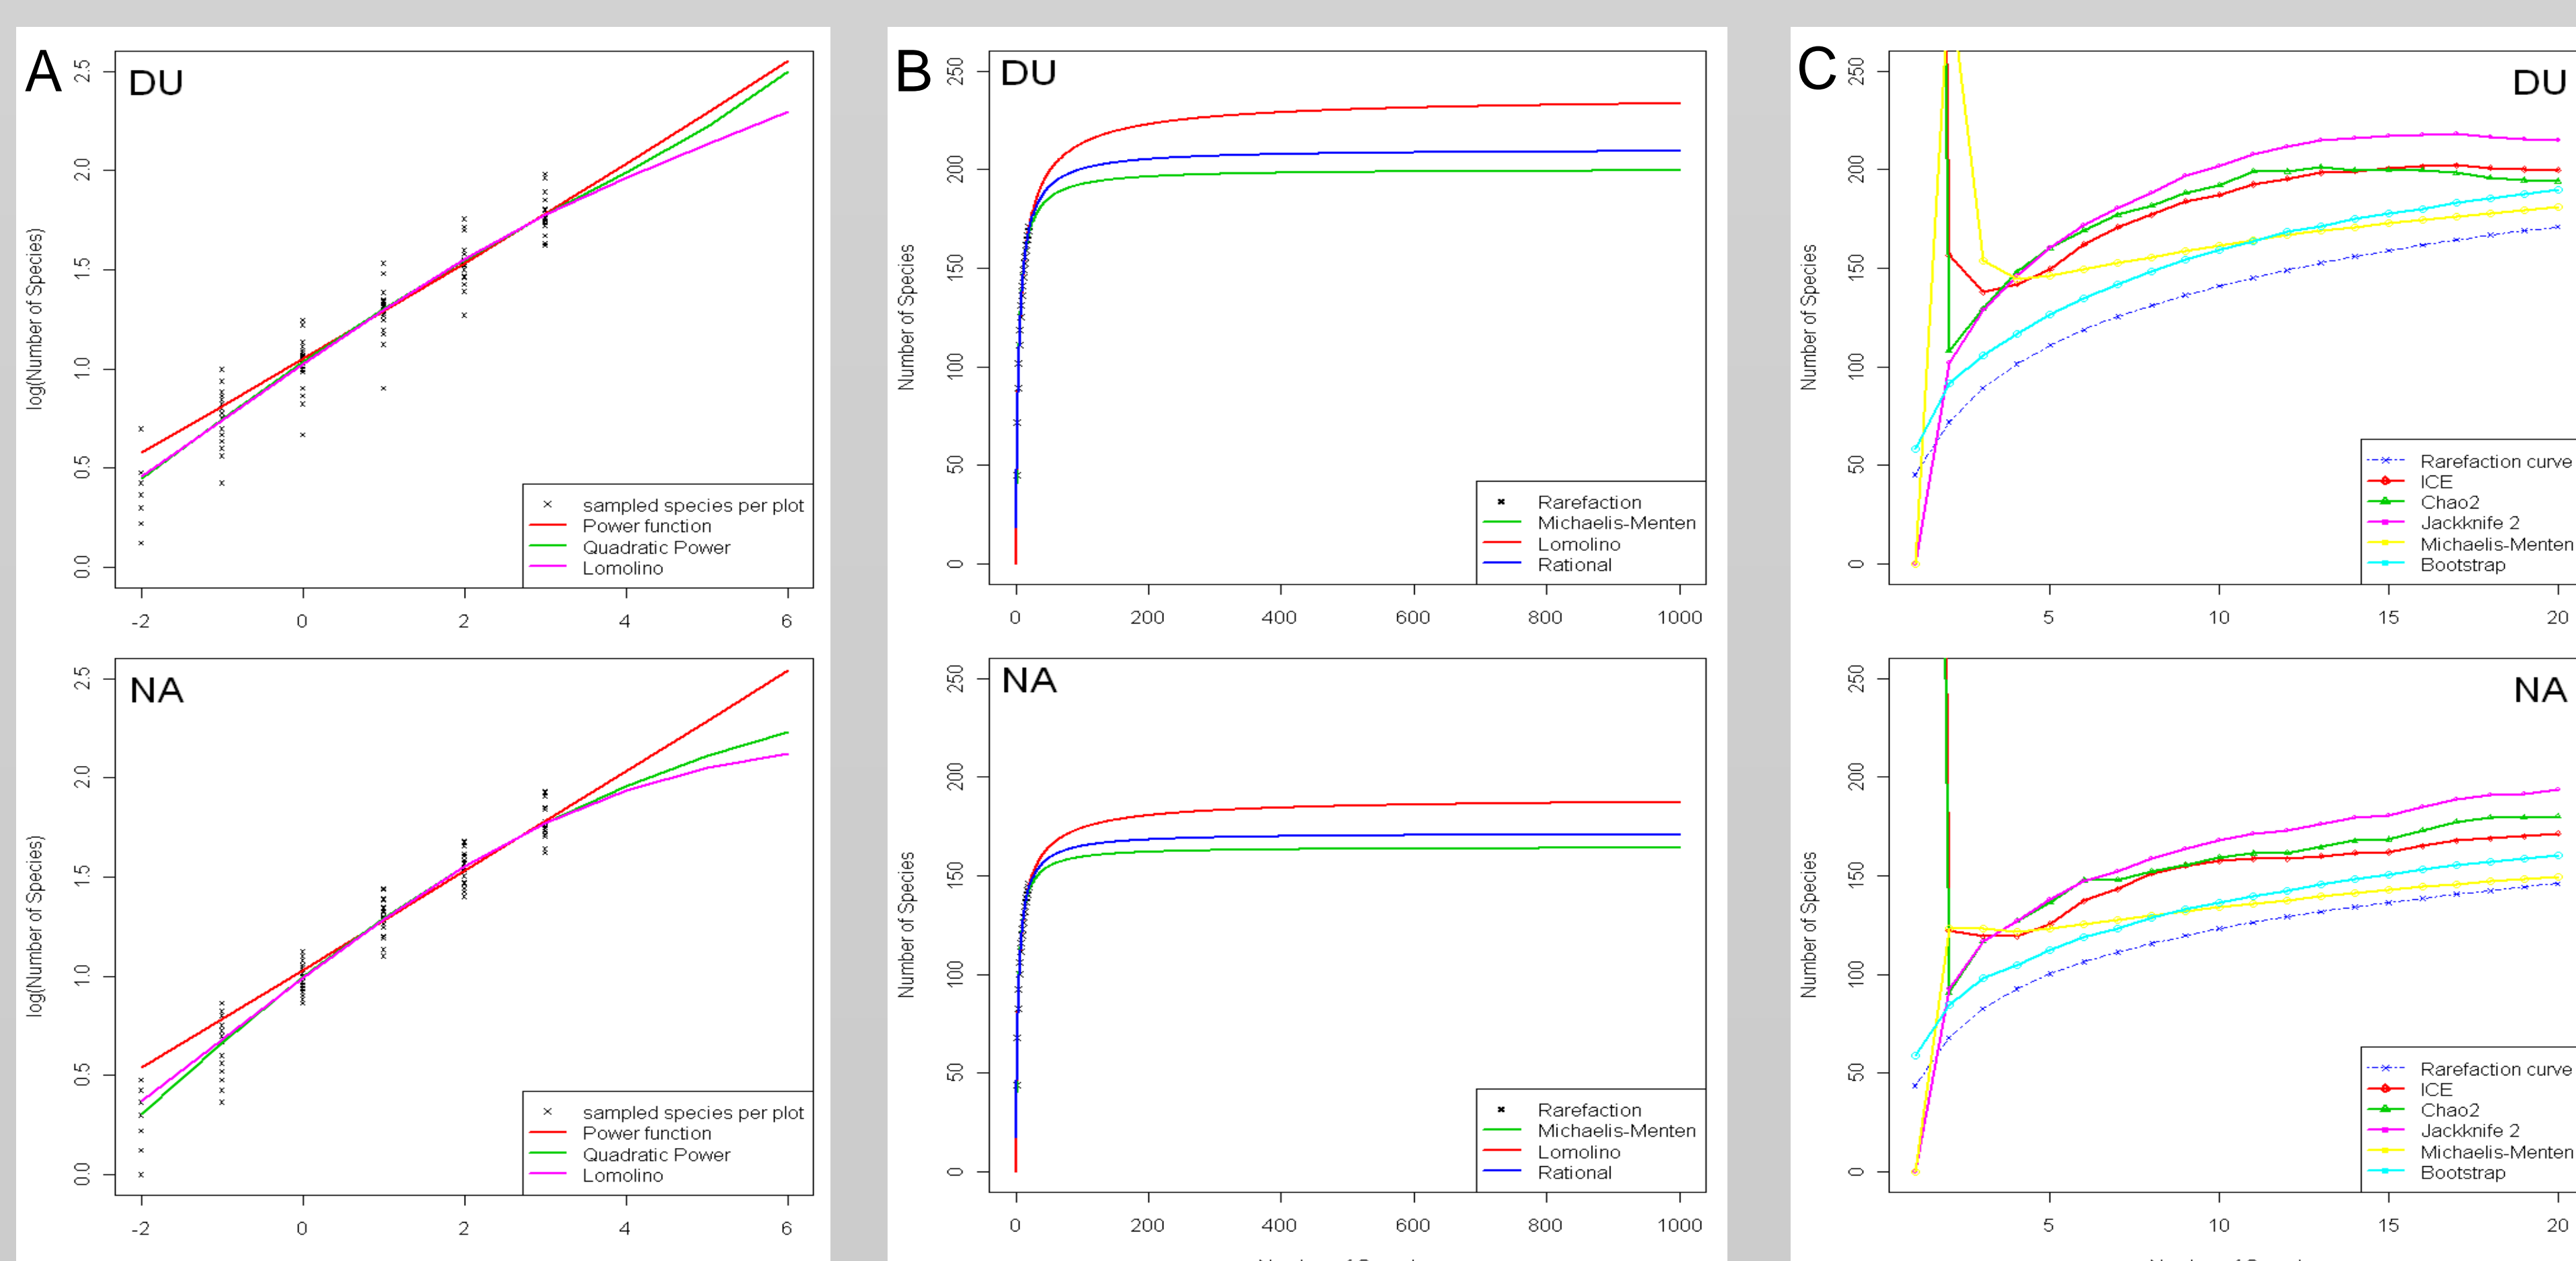 A
DU
log(Number of Species)
2.5
2.0
1.5
1.0
0.5
0.0
-2 0 2 4 6
sampled species per plot
Power function
Quadratic Power
Lomolino
NA
log(Number of Species)
2.5
2.0
1.5
1.0
0.5
0.0
-2 0 2 4 6
sampled species per plot
Power function
Quadratic Power
Lomolino
B
DU
Number of Species
250
200
150
100
50
0
0 200 400 600 800 1000
Rarefaction
Michaelis-Menten
Lomolino
Rational
NA
Number of Species
250
200
150
100
50
0
0 200 400 600 800 1000
Rarefaction
Michaelis-Menten
Lomolino
Rational
C
DU
Number of Species
250
200
150
100
50
0
5 10 15 20
Rarefaction curve
ICE
Chao2
Jackknife 2
Michaelis-Menten
Bootstrap
NA
Number of Species
250
200
150
100
50
0
5 10 15 20
Rarefaction curve
ICE
Chao2
Jackknife 2
Michaelis-Menten
Bootstrap